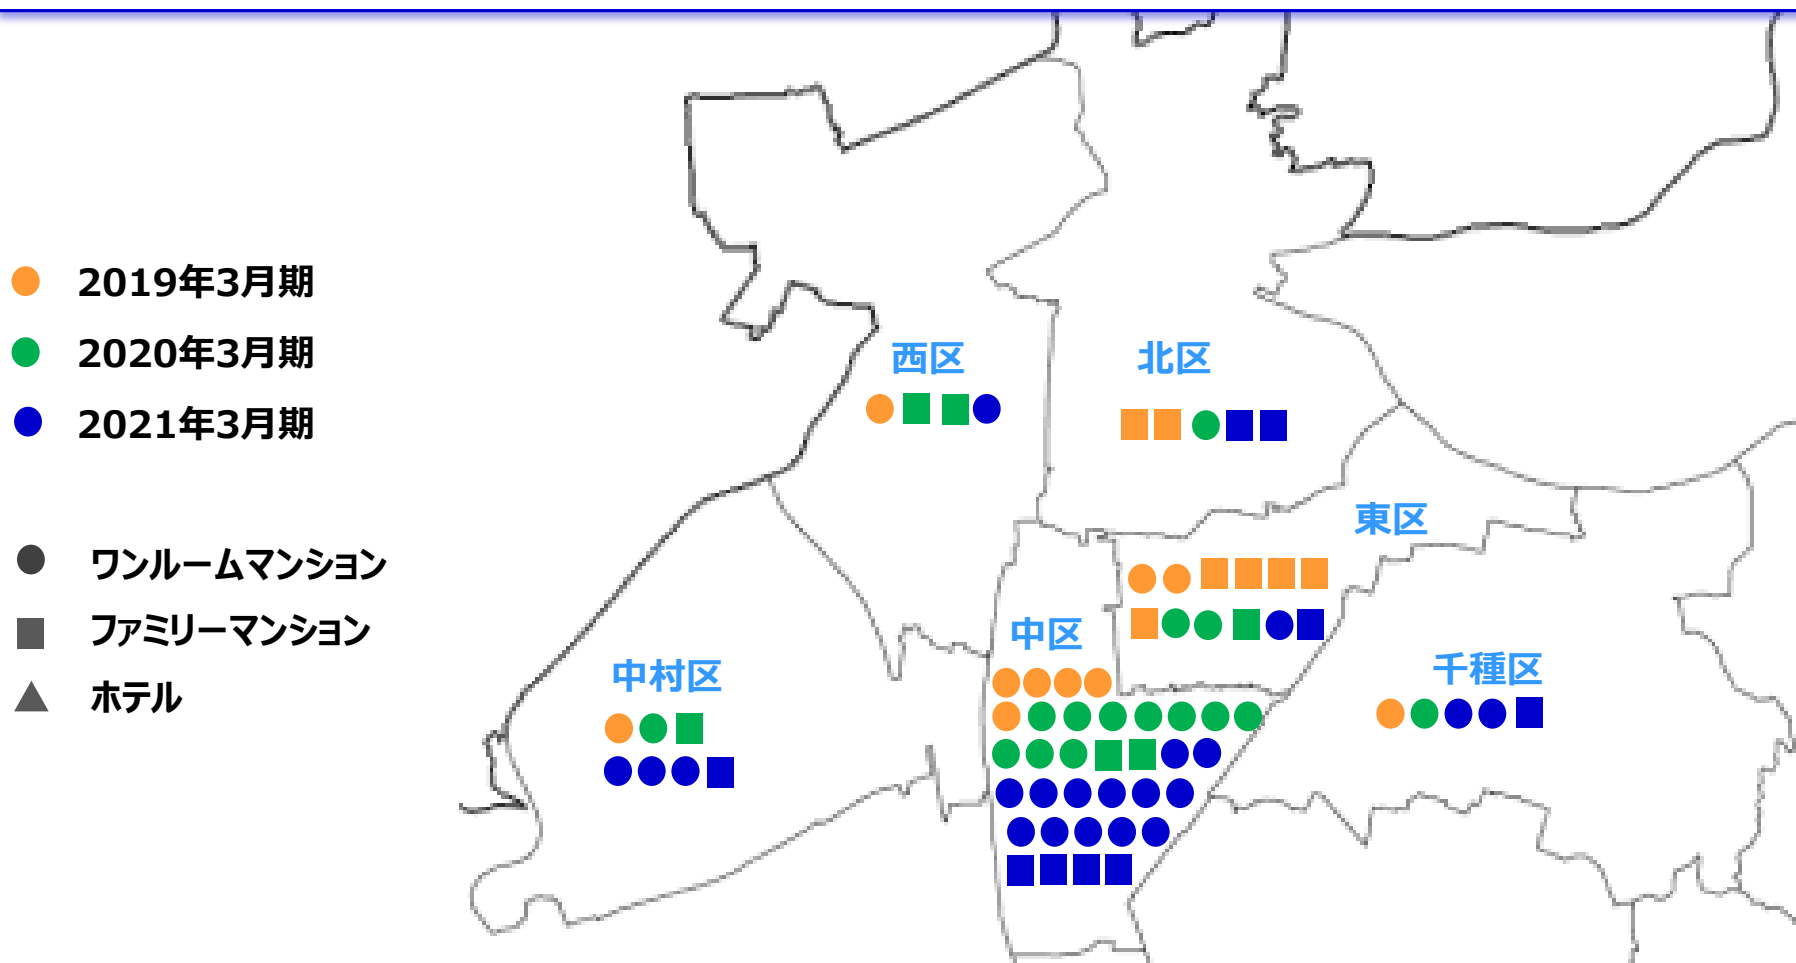 2019年3月期
2020年3月期
2021年3月期
ワンルームマンション
ファミリーマンション
ホテル
西区
北区
東区
中区
中村区
千種区